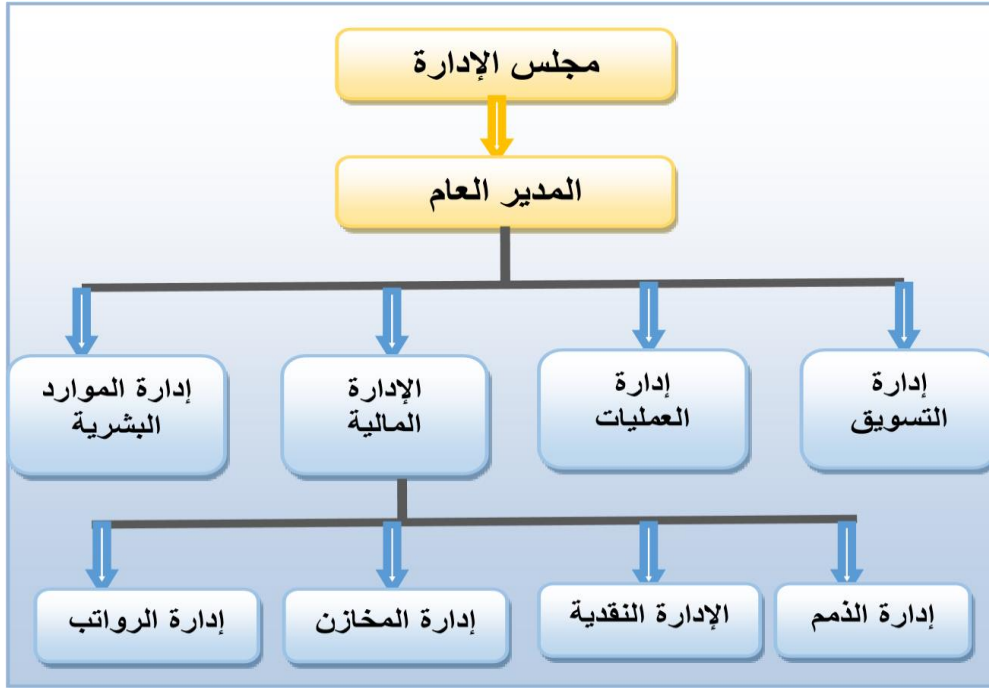 مجلس الإدارة
المدير العام
إدارة
التسويق
إدارة
العمليات
الإدارة
المالية
إدارة الموارد
البشرية
إدارة الذمم
الإدارة النقدية
إدارة المخازن
إدارة الرواتب